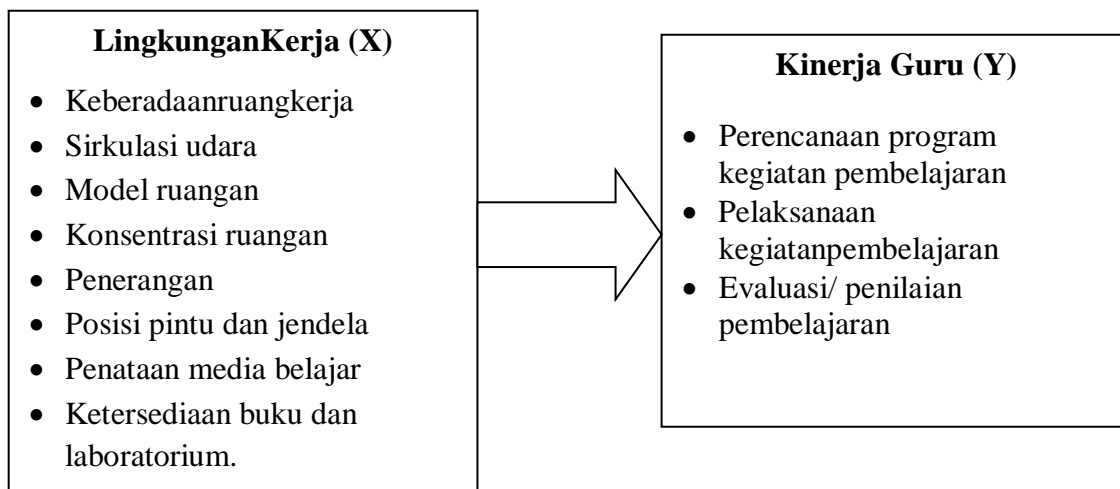 LingkunganKerja (X)
• Keberadaanruangkerja
• Sirkulasi udara
• Model ruangan
• Konsentrasi ruangan
• Penerangan
• Posisi pintu dan jendela
• Penataan media belajar
• Ketersediaan buku dan
laboratorium.
Kinerja Guru (Y)
• Perencanaan program
kegiatan pembelajaran
• Pelaksanaan
kegiatanpembelajaran
• Evaluasi/ penilaian
pembelajaran